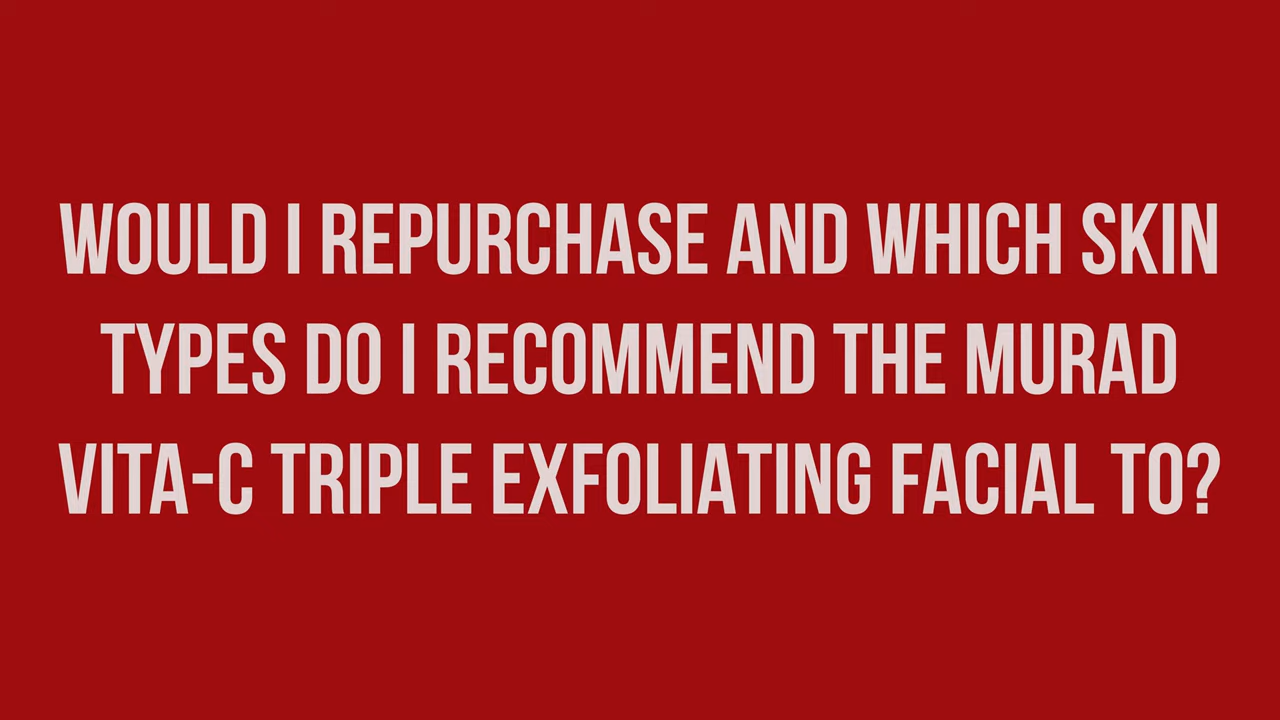 WOULD I REPURCHASE AND WHICH SKIN
TYPES DO I RECOMMEND THE MURAD
VITA-C TRIPLE EXFOLIATING FACIAL TO?